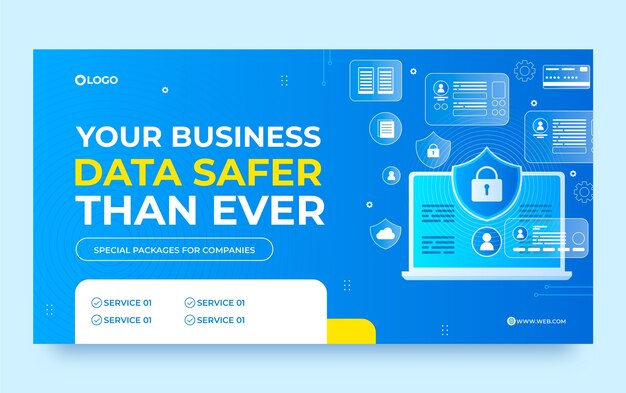 LOGO
YOUR BUSINESS
DATA SAFER
THAN EVER
SPECIAL PACKAGES FOR COMPANIES
SERVICE 01
SERVICE 01
SERVICE 01
SERVICE 01
WWW.WEB.COM